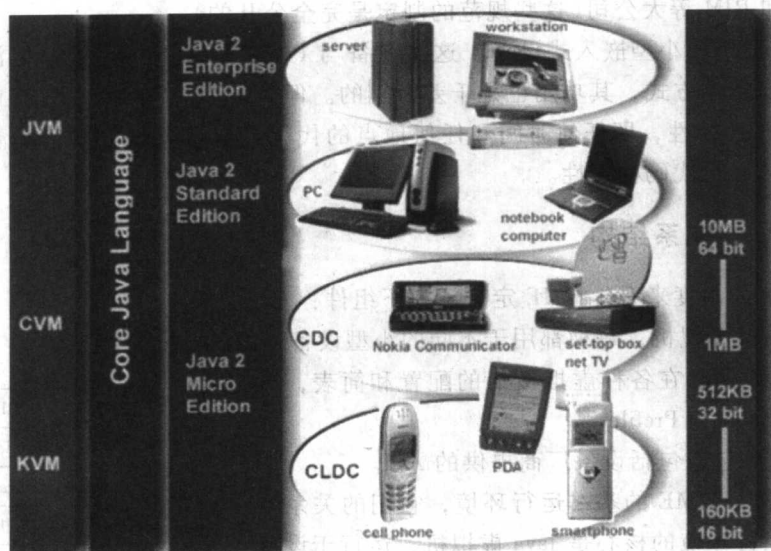 JVM
CVM
KVM
Core Java Language
Java 2
Enterprise
Edition
Java 2
Standard
Edition
Java 2
Micro
Edition
server
workstation
PC
notebook
computer
CDC
Nokia Communicator
set-top box
net TV
CLDC
cell phone
PDA
smartphone
10MB
64 bit
1MB
512KB
32 bit
160KB
16 bit